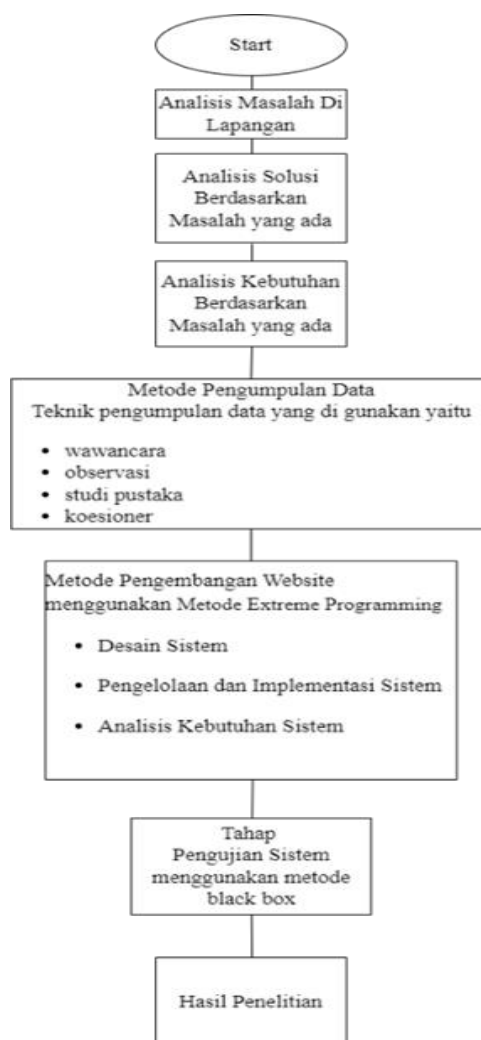 Start
Analisis Masalah Di
Lapangan
Analisis Solusi
Berdasarkan
Masalah yang ada
Analisis Kebutuhan
Berdasarkan
Masalah yang ada
Metode Pengumpulan Data
Teknik pengumpulan data yang di gunakan yaitu
• wawancara
• observasi
• studi pustaka
• koesioner
Metode Pengembangan Website
menggunakan Metode Extreme Programming
• Desain Sistem
• Pengelolaan dan Implementasi Sistem
• Analisis Kebutuhan Sistem
Tahap
Pengujian Sistem
menggunakan metode
black box
Hasil Penelitian